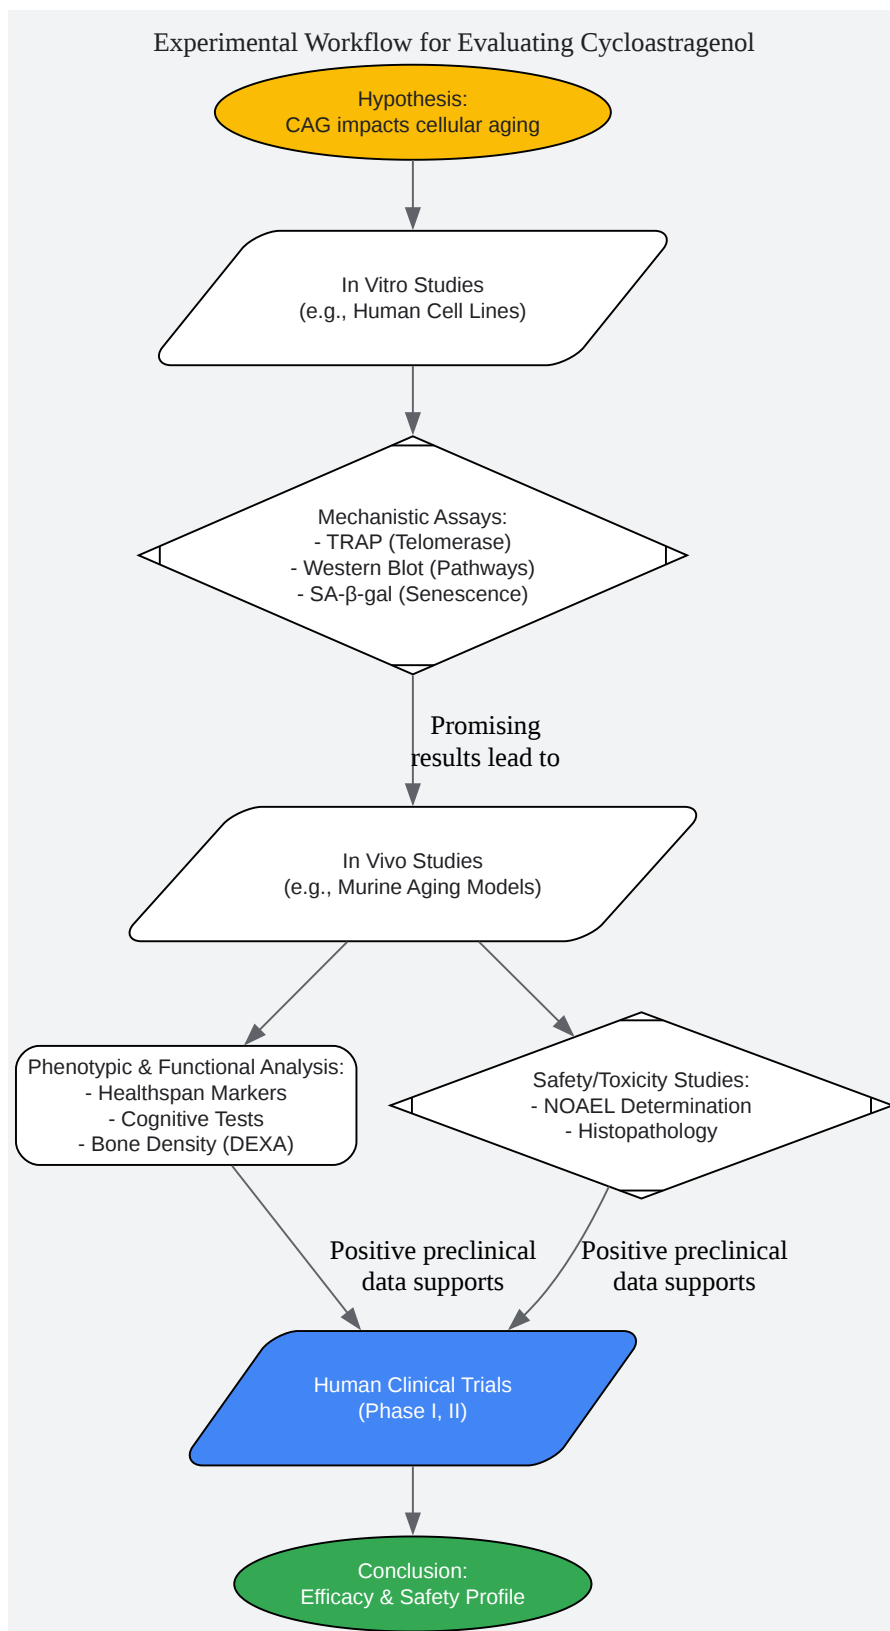 Experimental Workflow for Evaluating Cycloastragenol
Hypothesis:
CAG impacts cellular aging
In Vitro Studies
(e.g., Human Cell Lines)
Mechanistic Assays:
- TRAP (Telomerase)
- Western Blot (Pathways)
- SA-β-gal (Senescence)
Promising
results lead to
In Vivo Studies
(e.g., Murine Aging Models)
Phenotypic & Functional Analysis:
- Healthspan Markers
- Cognitive Tests
- Bone Density (DEXA)
Safety/Toxicity Studies:
- NOAEL Determination
- Histopathology
Positive preclinical
data supports
Positive preclinical
data supports
Human Clinical Trials
(Phase I, II)
Conclusion:
Efficacy & Safety Profile